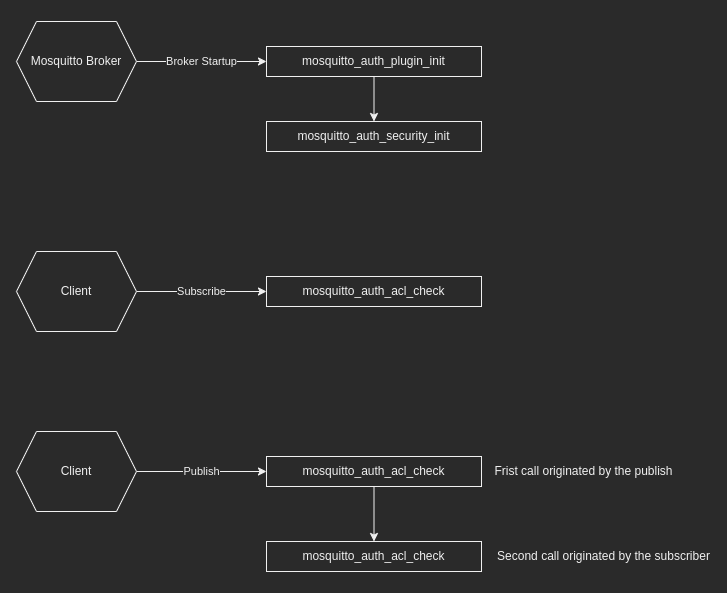 Mosquitto Broker
Broker Startup
mosquitto_auth_plugin_init
mosquitto_auth_security_init
Client
Subscribe
mosquitto_auth_acl_check
Client
Publish
mosquitto_auth_acl_check
Frist call originated by the publish
mosquitto_auth_acl_check
Second call originated by the subscriber